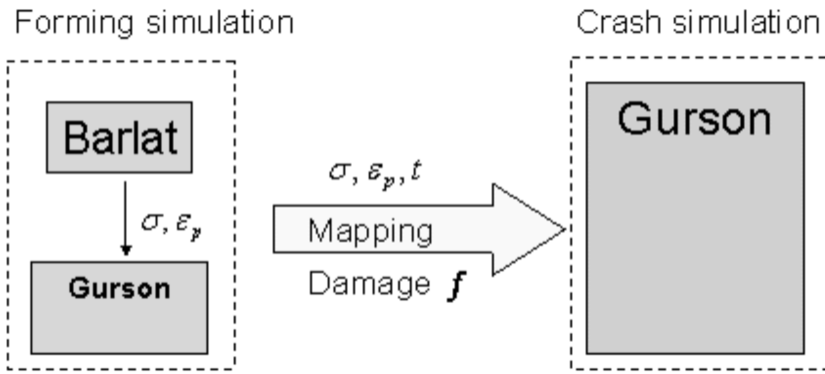 Forming simulation
Barlat
σ, εp
Gurson
σ, εp, t
Mapping
Damage f
Crash simulation
Gurson